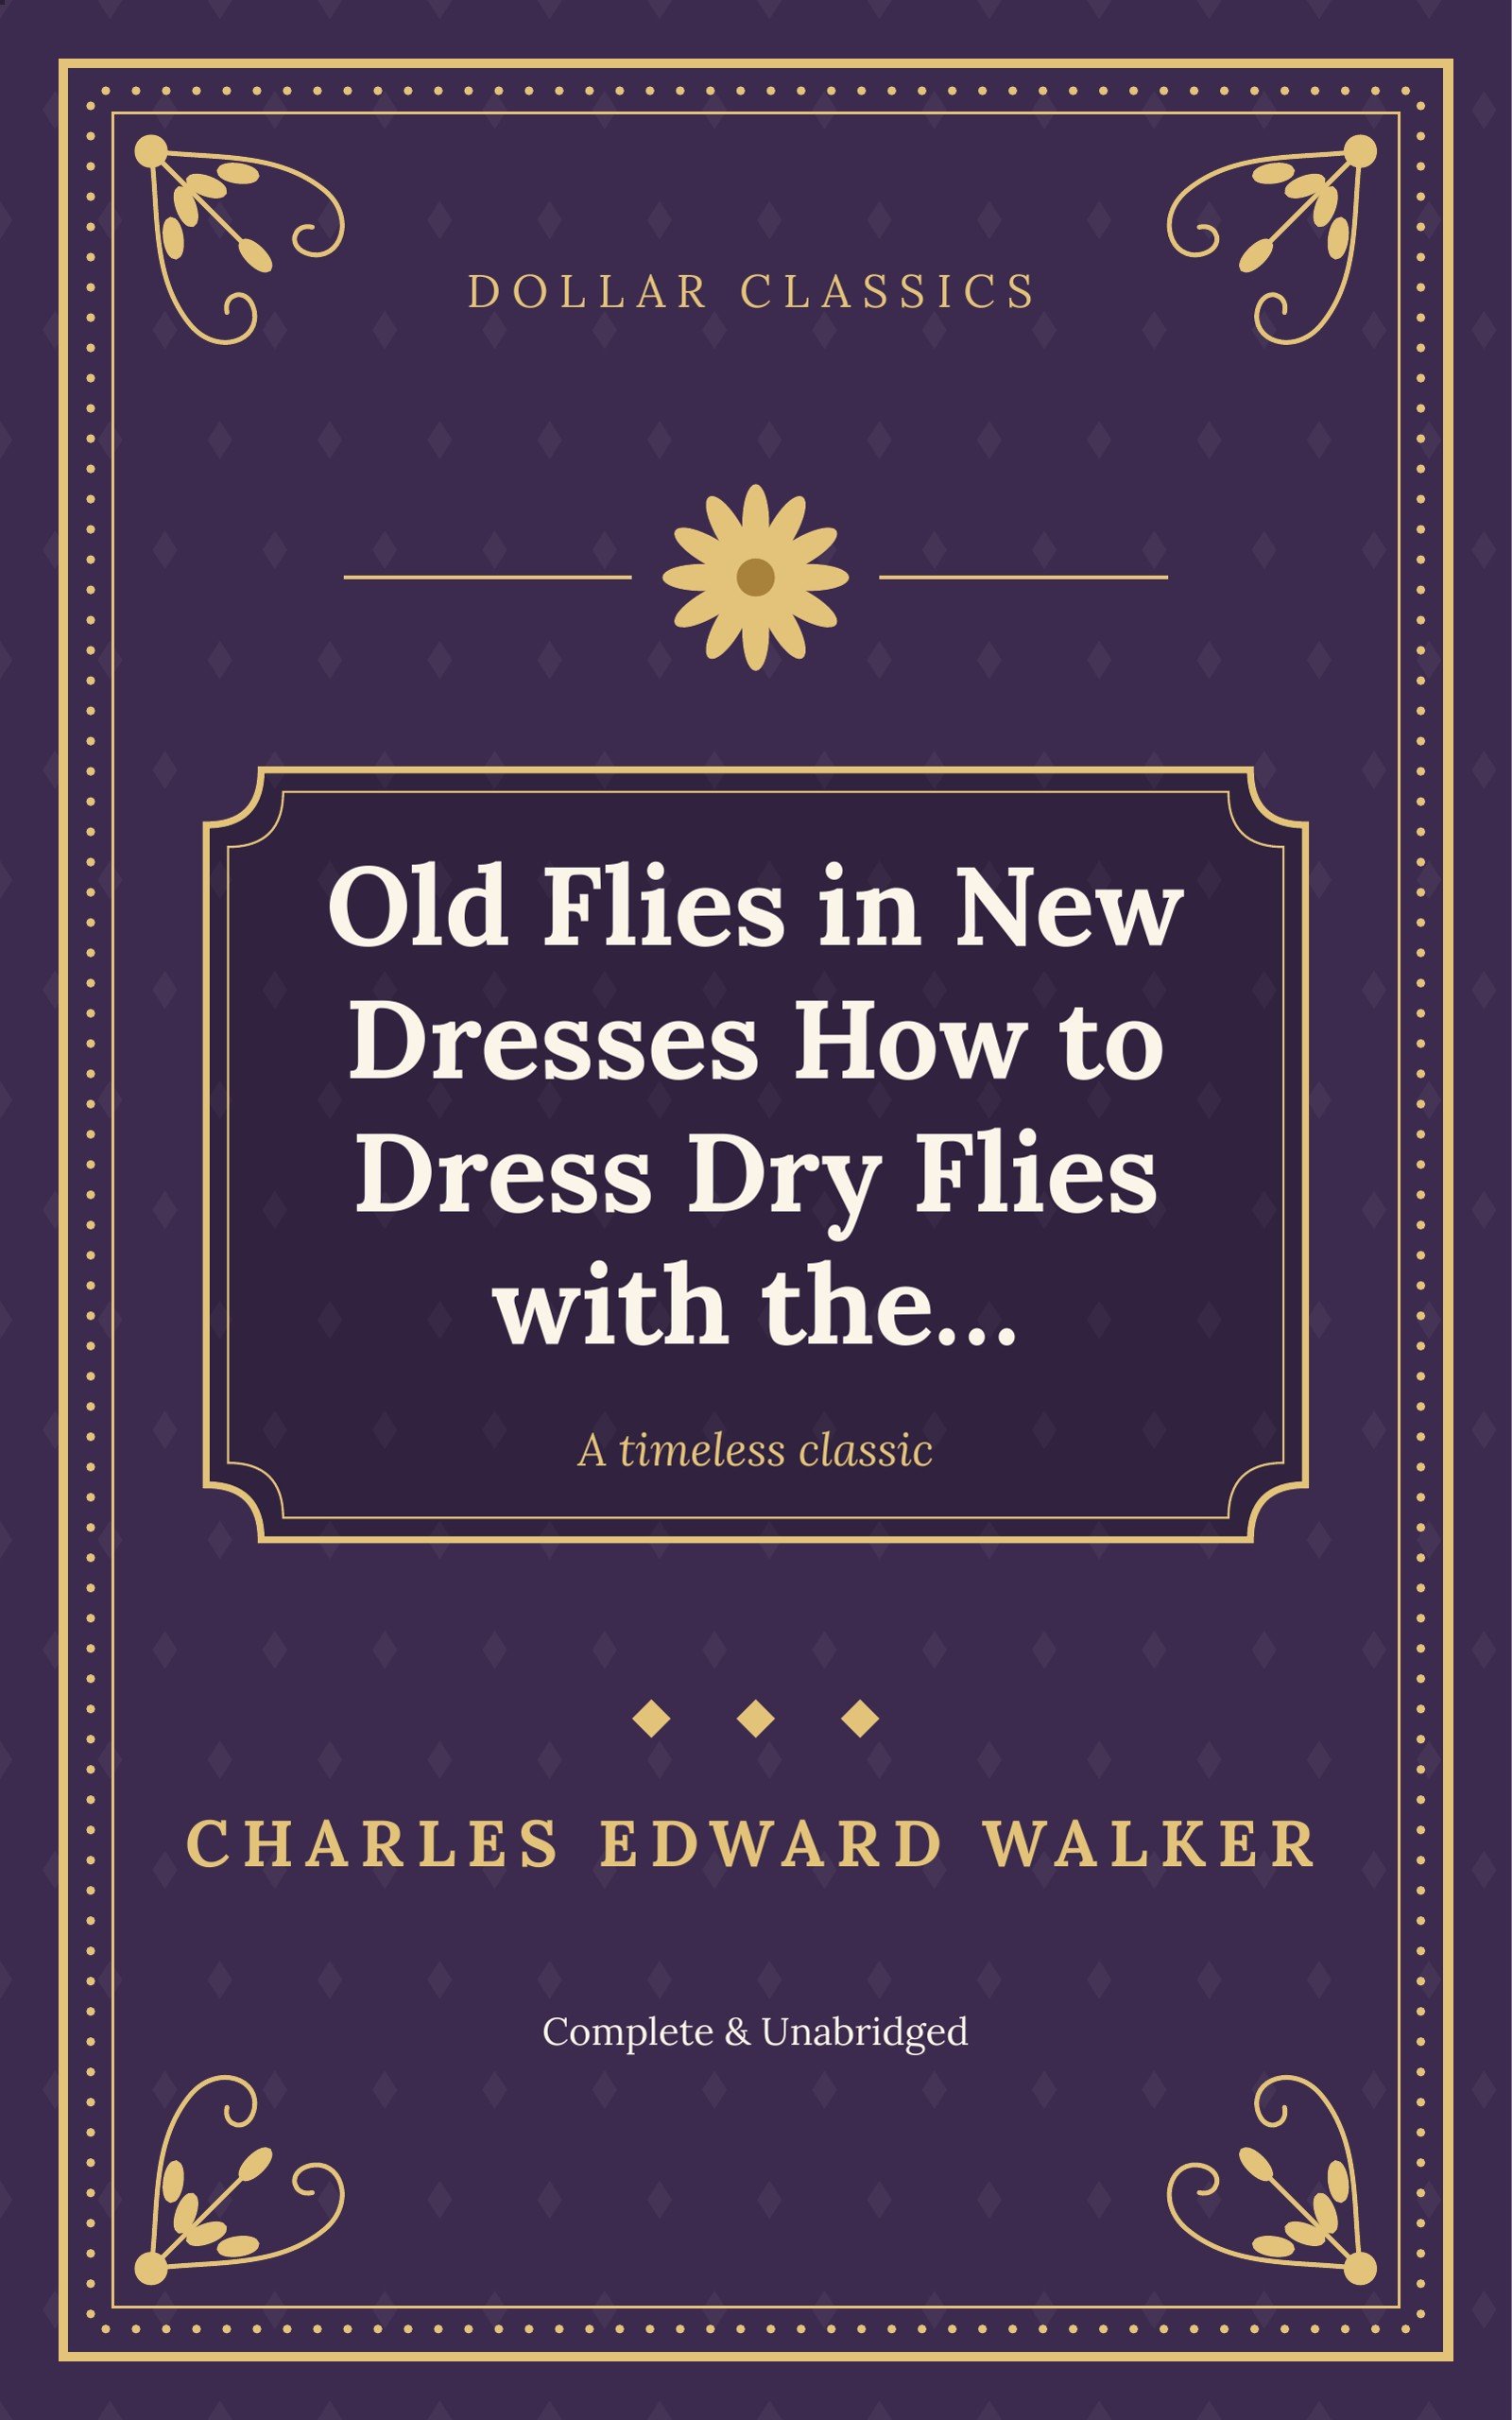 DOLLAR CLASSICS
Old Flies in New
Dresses How to
Dress Dry Flies
with the...
A timeless classic
CHARLES EDWARD WALKER
Complete & Unabridged